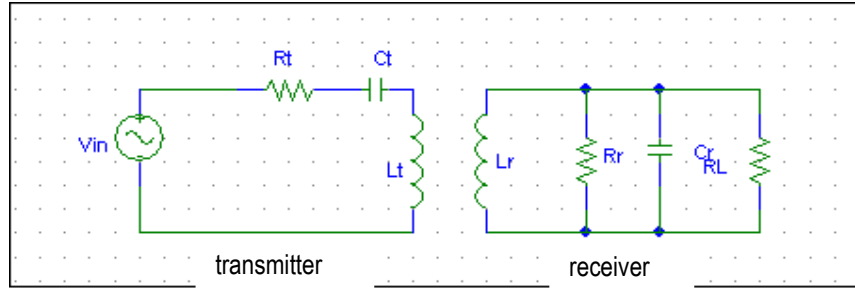 Rt
Ct
Vin
Lt
Lr
Rr
Cr
RL
transmitter
receiver